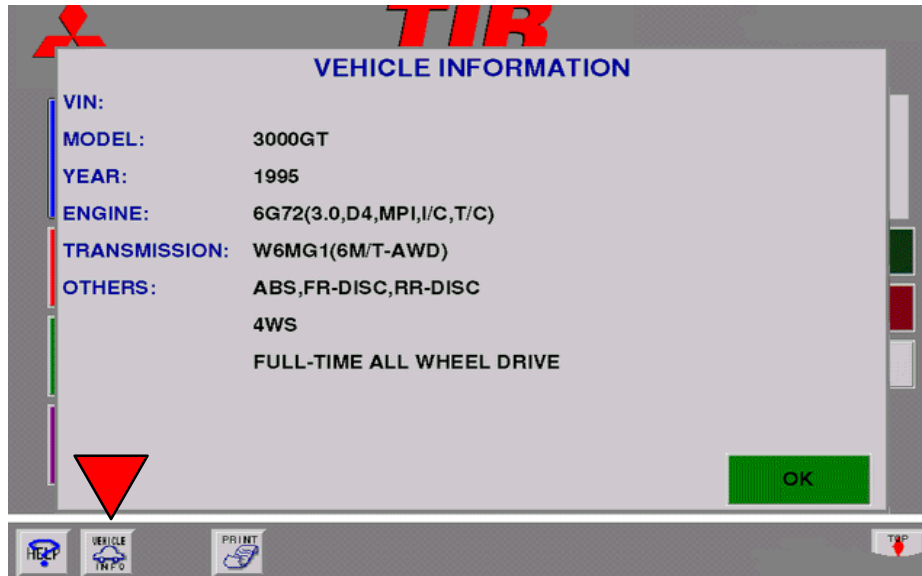 TIR
VEHICLE INFORMATION
VIN:
MODEL: 3000GT
YEAR: 1995
ENGINE: 6G72(3.0,D4,MPI,I/C,T/C)
TRANSMISSION: W6MG1(6M/T-AWD)
OTHERS: ABS,FR-DISC,RR-DISC
4WS
FULL-TIME ALL WHEEL DRIVE
OK
HELP
VEHICLE
INFO
PRINT
TOP